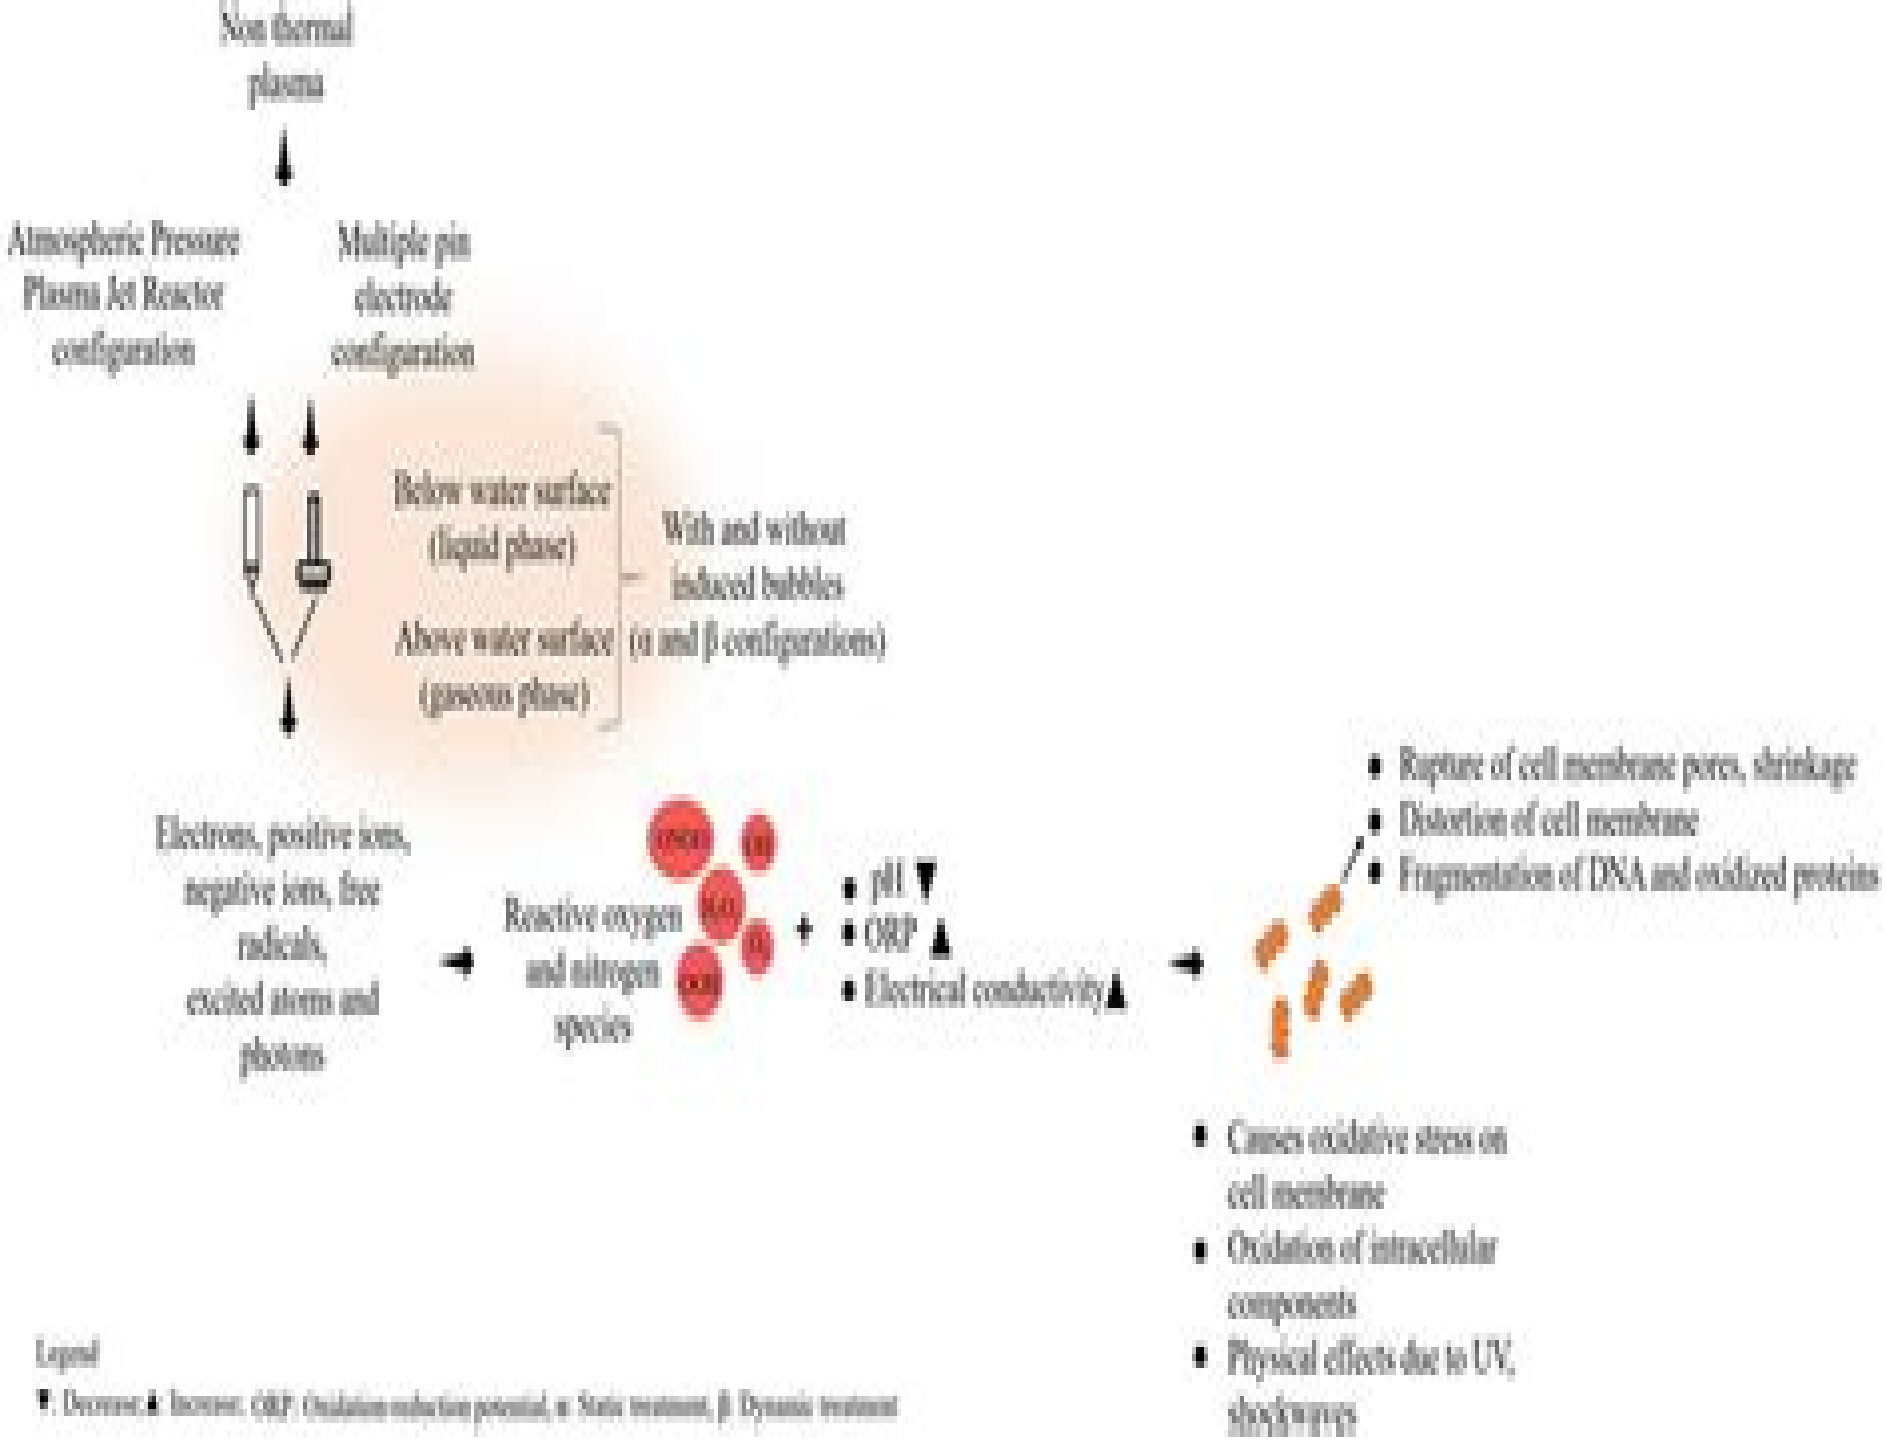 Non thermal
plasma
Atmospheric Pressure
Plasma Jet Reactor
configuration
Multiple pin
electrode
configuration
Below water surface
(liquid phase)
Above water surface
(gaseous phase)
With and without
induced bubbles
(α and β configurations)
Electrons, positive ions,
negative ions, free
radicals,
excited atoms and
photons
Reactive oxygen
and nitrogen
species
+
• pH ▼
• ORP ▲
• Electrical conductivity▲
• Rupture of cell membrane pores, shrinkage
• Distortion of cell membrane
• Fragmentation of DNA and oxidized proteins
• Causes oxidative stress on
cell membrane
• Oxidation of intracellular
components
• Physical effects due to UV,
shockwaves
Legend
▼: Decrease, ▲: Increase, ORP: Oxidation reduction potential, α: Static treatment, β: Dynamic treatment